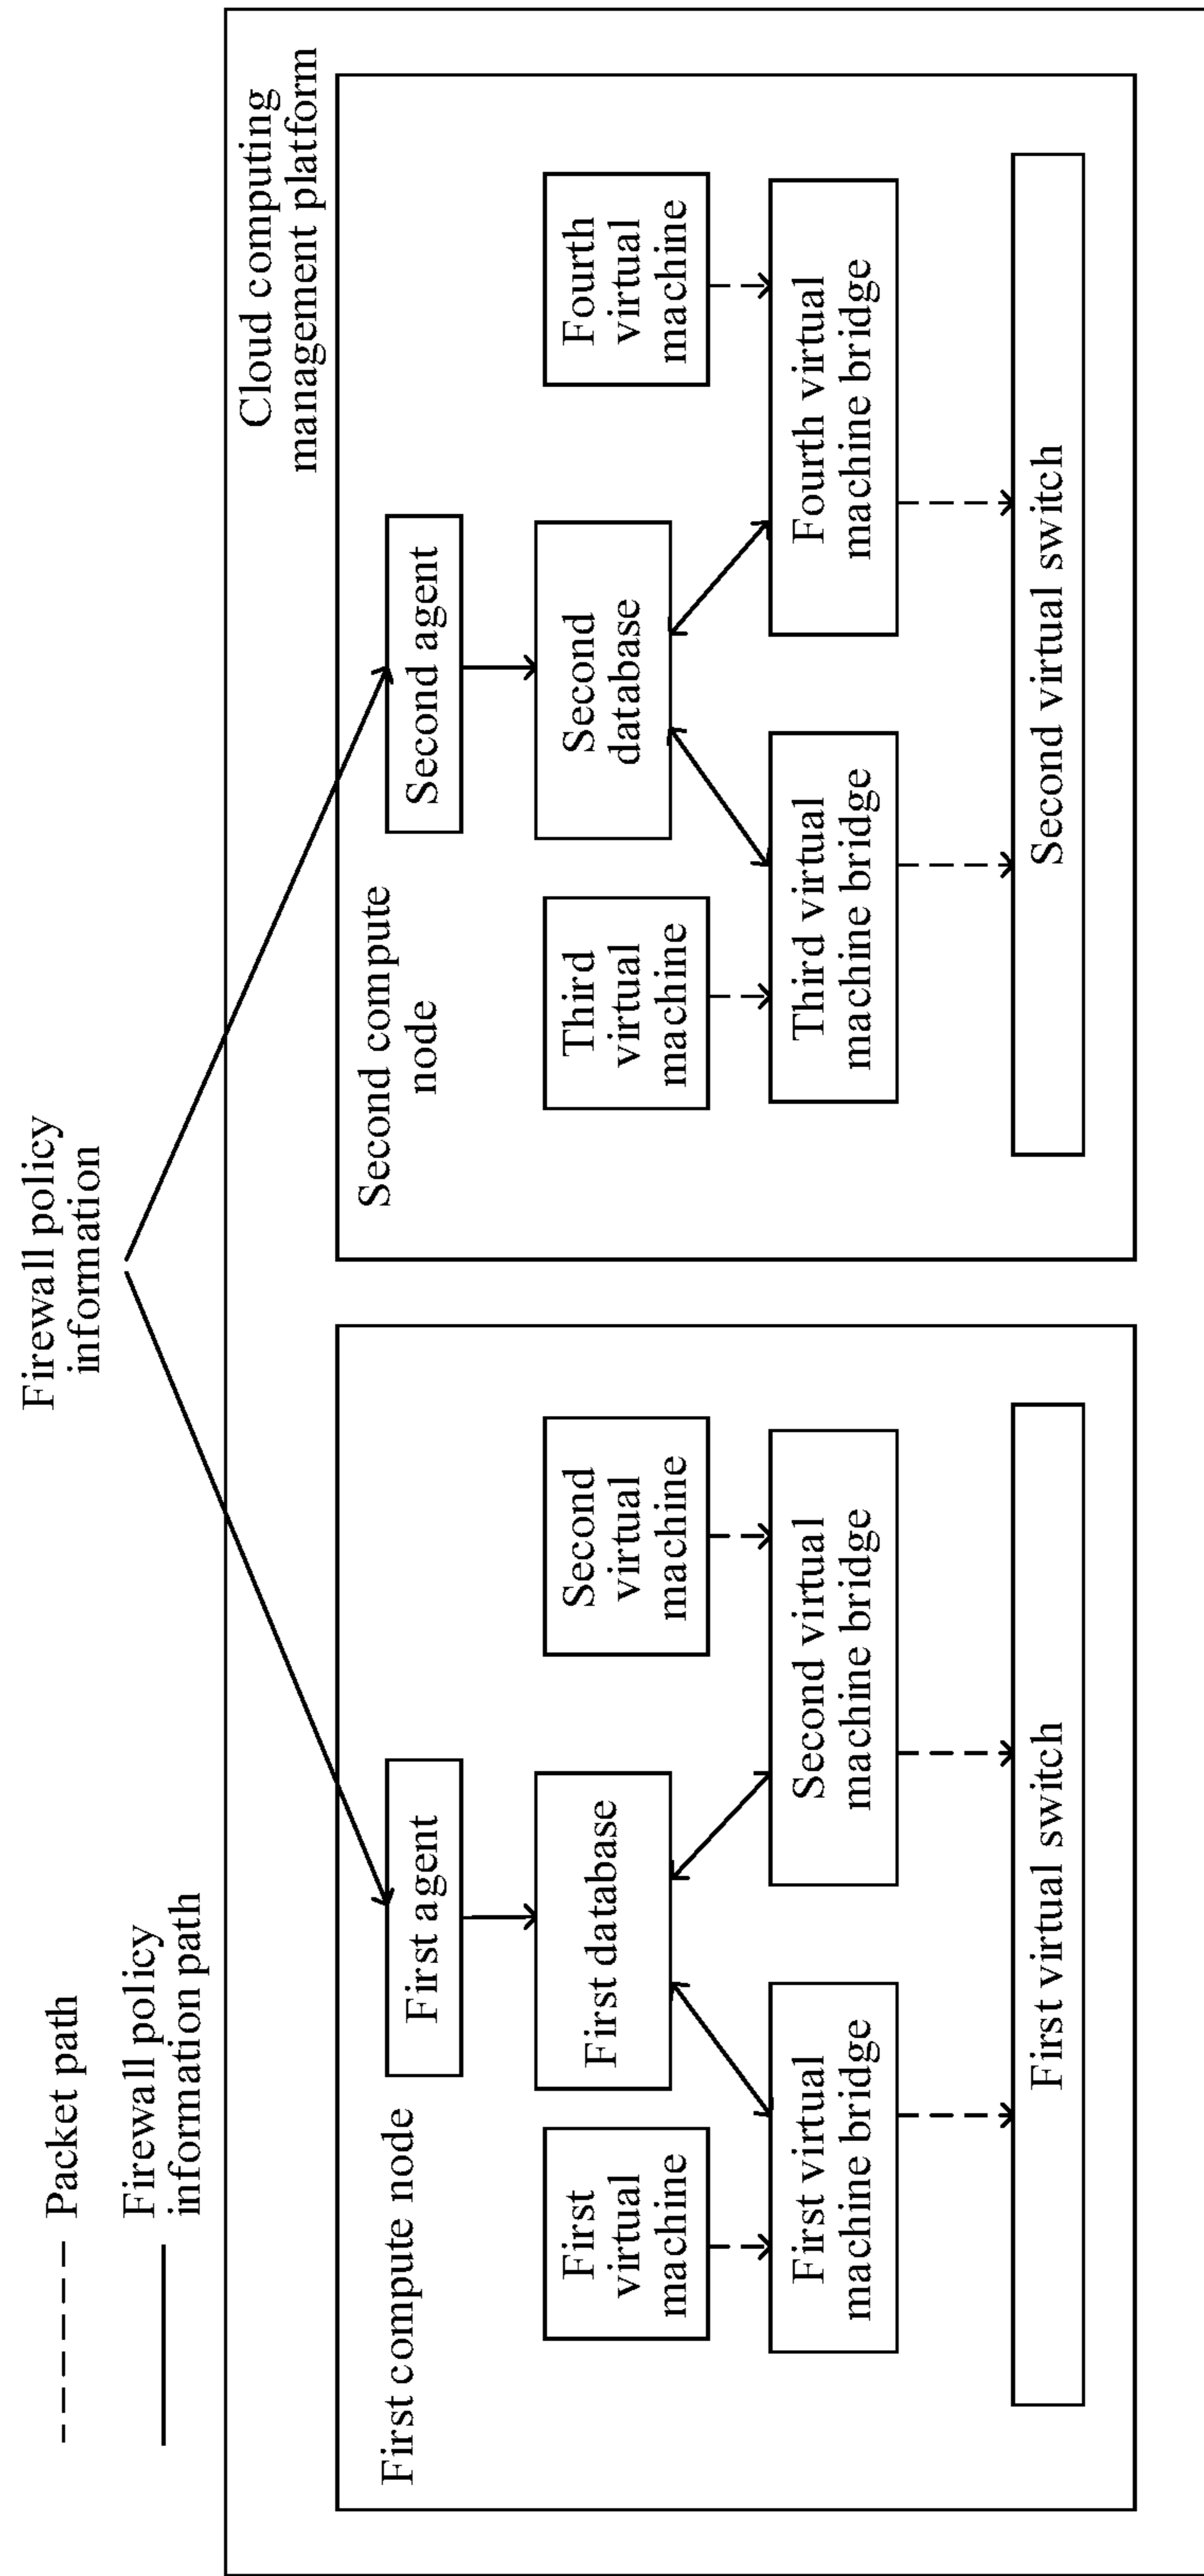 Packet path
Firewall policy
information path
Firewall policy
information
Cloud computing
management platform
First compute node
First agent
First database
First
virtual
machine
Second
virtual
machine
First virtual
machine bridge
Second virtual
machine bridge
First virtual switch
Second compute
node
Second agent
Second
database
Third
virtual
machine
Fourth
virtual
machine
Third virtual
machine bridge
Fourth virtual
machine bridge
Second virtual switch